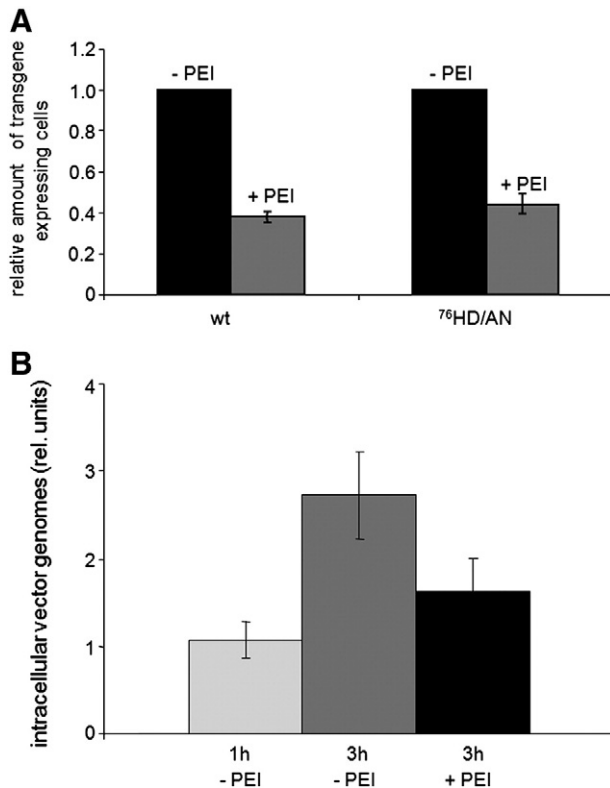 A
relative amount of transgene
expressing cells
1.2
1.0
0.8
0.6
0.4
0.2
0
- PEI
+ PEI
- PEI
+ PEI
wt
⁷⁶HD/AN
B
intracellular vector genomes (rel. units)
4
3
2
1
0
1h
- PEI
3h
- PEI
3h
+ PEI